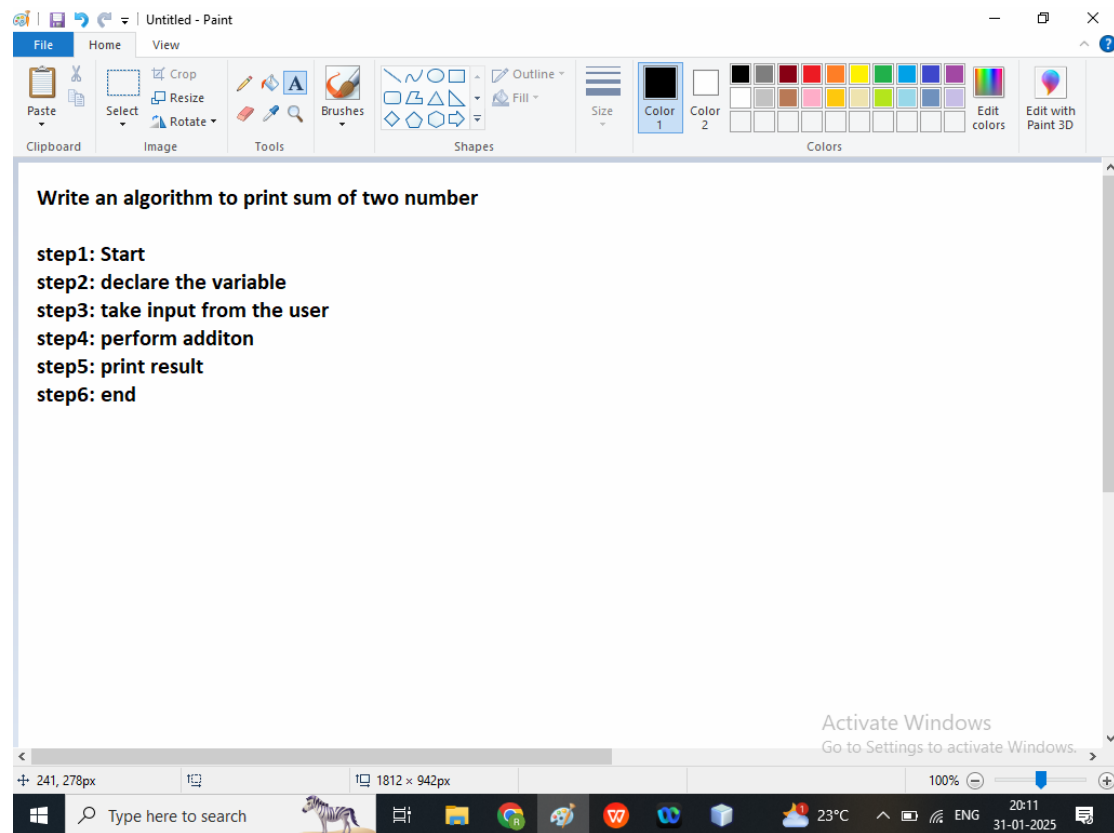 Untitled - Paint
File Home View
Paste
Clipboard
Select
Crop
Resize
Rotate
Image
A
Tools
Brushes
Outline
Fill
Shapes
Size
Color 1
Color 2
Colors
Edit colors
Edit with Paint 3D
Write an algorithm to print sum of two number
step1: Start
step2: declare the variable
step3: take input from the user
step4: perform additon
step5: print result
step6: end
Activate Windows
Go to Settings to activate Windows.
241, 278px 1812 × 942px 100%
Type here to search 23°C ENG 20:11
31-01-2025